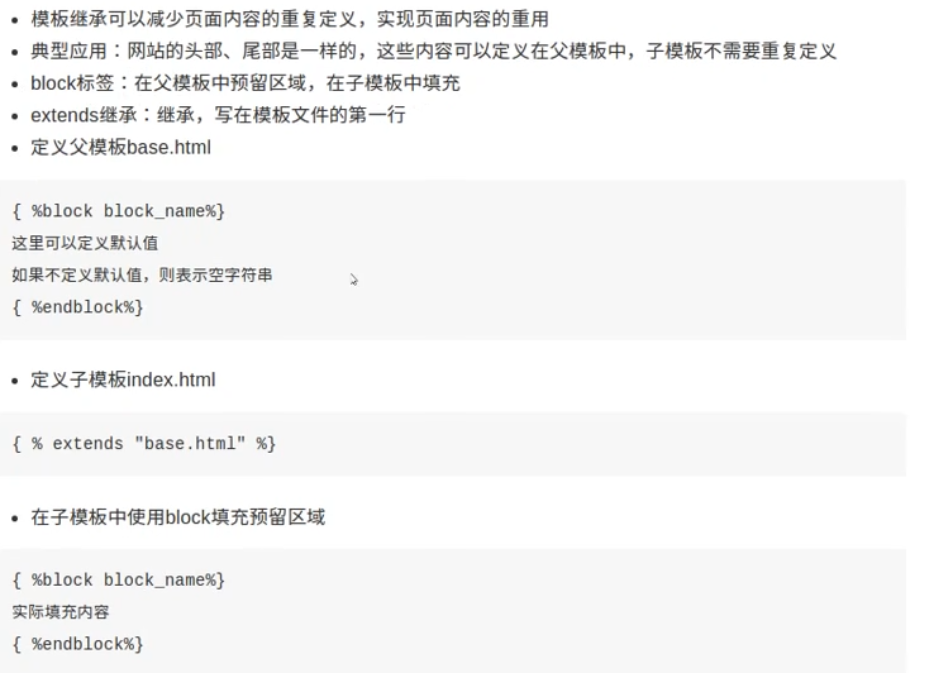 模板继承可以减少页面内容的重复定义，实现页面内容的重用
典型应用：网站的头部、尾部是一样的，这些内容可以定义在父模板中，子模板不需要重复定义
block标签：在父模板中预留区域，在子模板中填充
extends继承：继承，写在模板文件的第一行
定义父模板base.html
{ %block block_name%}
这里可以定义默认值
如果不定义默认值，则表示空字符串
{ %endblock%}
定义子模板index.html
{ % extends "base.html" %}
在子模板中使用block填充预留区域
{ %block block_name%}
实际填充内容
{ %endblock%}